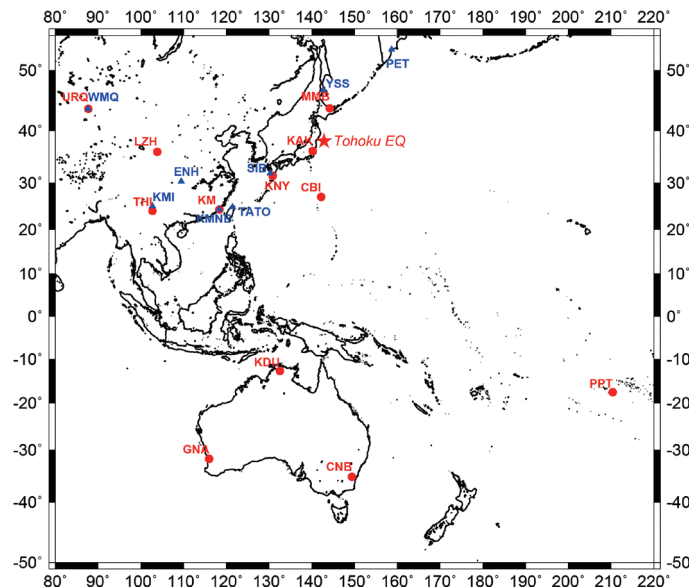 80˚ 90˚ 100˚ 110˚ 120˚ 130˚ 140˚ 150˚ 160˚ 170˚ 180˚ 190˚ 200˚ 210˚ 220˚
PET
50˚ 50˚
YSS
URQ WMQ MMB
40˚ 40˚
LZH KAK Tohoku EQ
ENH SIB
30˚ KNY CBI 30˚
THJ KMI KM
KMNB TATO
20˚ 20˚
10˚ 10˚
0˚ 0˚
-10˚ -10˚
KDU
PPT
-20˚ -20˚
-30˚ -30˚
GNA CNB
-40˚ -40˚
-50˚ -50˚
80 90 100 110 120 130 140 150 160 170 180 190 200 210 220